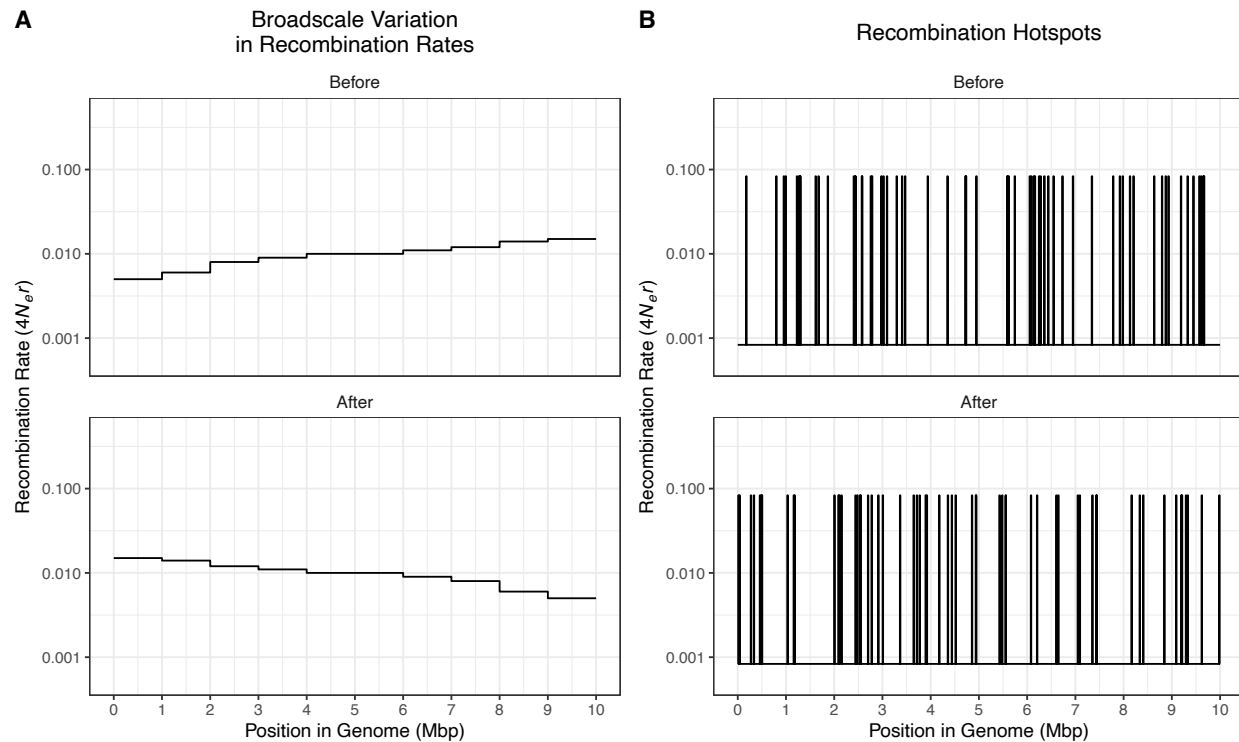 A
Broadscale Variation
in Recombination Rates
Before
0.100
0.010
0.001
After
0.100
0.010
0.001
0 1 2 3 4 5 6 7 8 9 10
Position in Genome (Mbp)
Recombination Rate (4Nₑr)
B
Recombination Hotspots
Before
0.100
0.010
0.001
After
0.100
0.010
0.001
0 1 2 3 4 5 6 7 8 9 10
Position in Genome (Mbp)
Recombination Rate (4Nₑr)